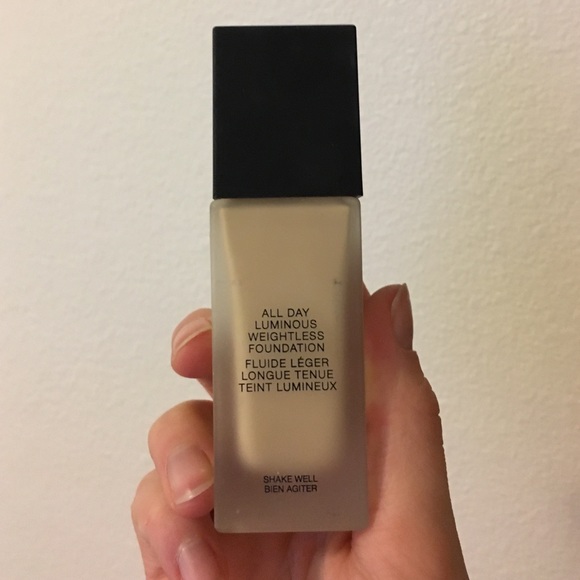 ALL DAY
LUMINOUS
WEIGHTLESS
FOUNDATION
FLUIDE LÉGER
LONGUE TENUE
TEINT LUMINEUX
SHAKE WELL
BIEN AGITER